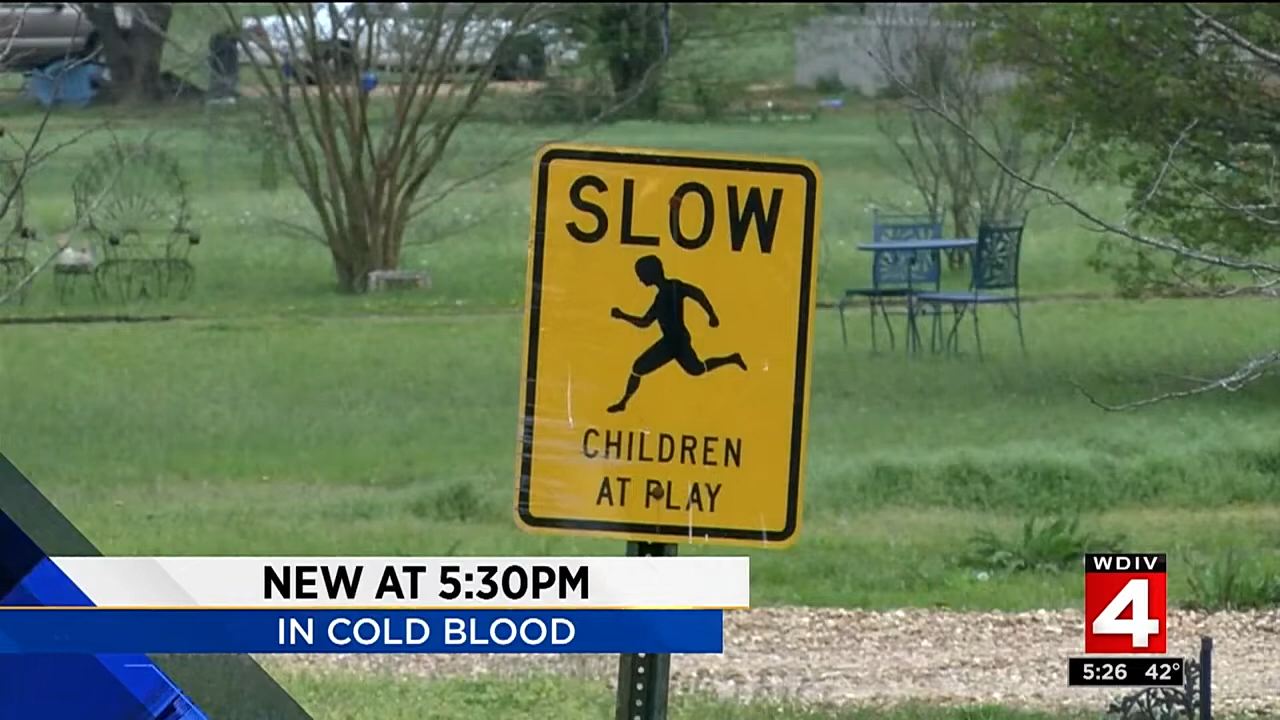 SLOW
CHILDREN
AT PLAY
NEW AT 5:30PM
IN COLD BLOOD
WDIV
4
5:26 42°